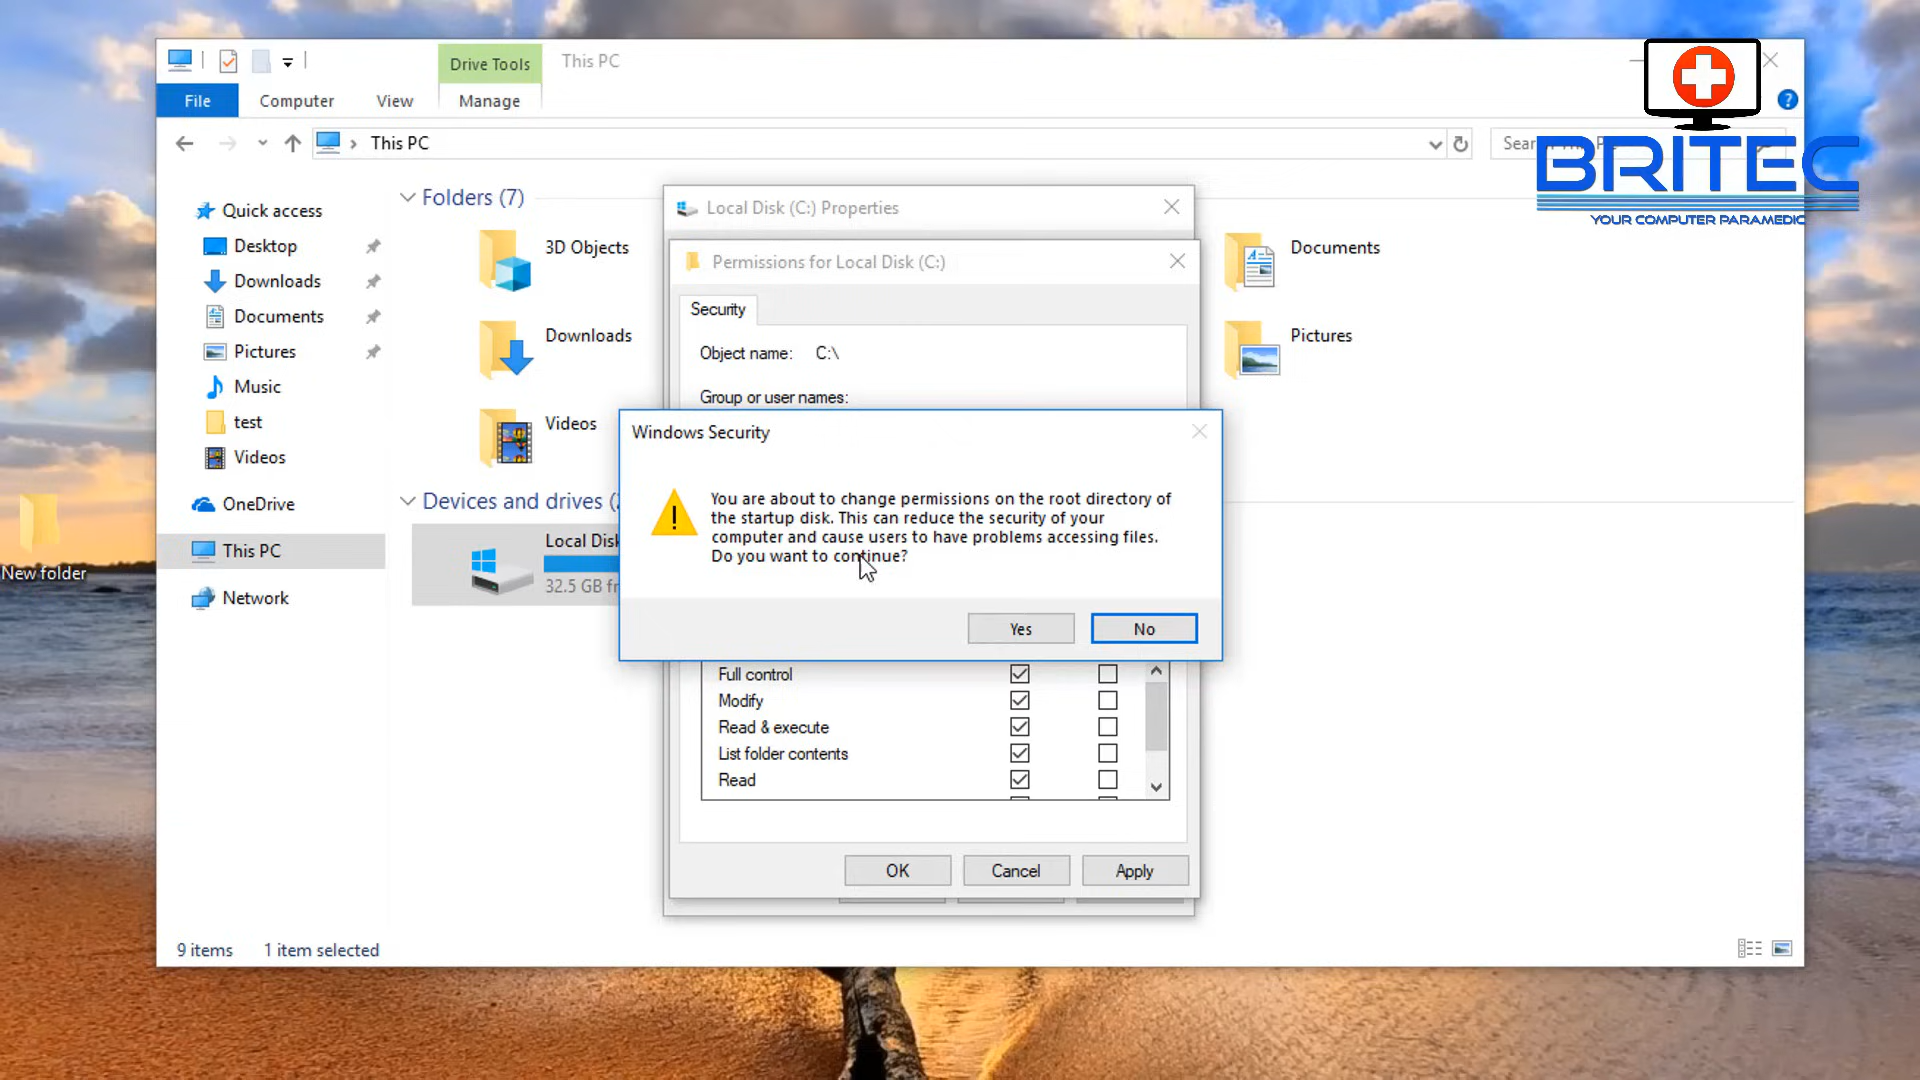 Drive Tools
This PC
File
Computer
View
Manage
This PC
BRITEC
YOUR COMPUTER PARAMEDIC
Quick access
Desktop
Downloads
Documents
Pictures
Music
test
Videos
OneDrive
This PC
Network
New folder
Folders (7)
3D Objects
Documents
Downloads
Pictures
Videos
Devices and drives
Local Disk
32.5 GB
Local Disk (C:) Properties
Permissions for Local Disk (C:)
Security
Object name: C:\
Group or user names:
Windows Security
You are about to change permissions on the root directory of
the startup disk. This can reduce the security of your
computer and cause users to have problems accessing files.
Do you want to continue?
Yes
No
Full control
Modify
Read & execute
List folder contents
Read
OK
Cancel
Apply
9 items
1 item selected